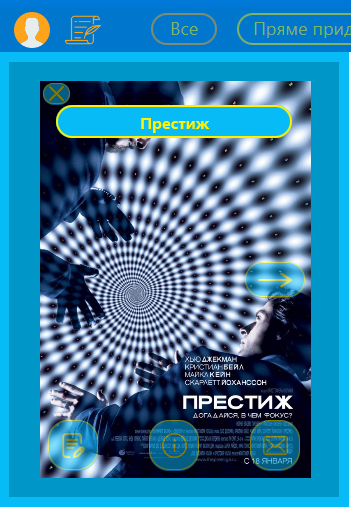 Все
Пряме прид
Престиж
ХЬЮ ДЖЕКМАН
КРИСТИАН БЕЙЛ
МАЙКЛ КЕЙН
СКАРЛЕТТ ЙОХАНССОН
ПРЕСТИЖ
ДОГАДАЙСЯ, В ЧЕМ ФОКУС?
С 18 ЯНВАРЯ